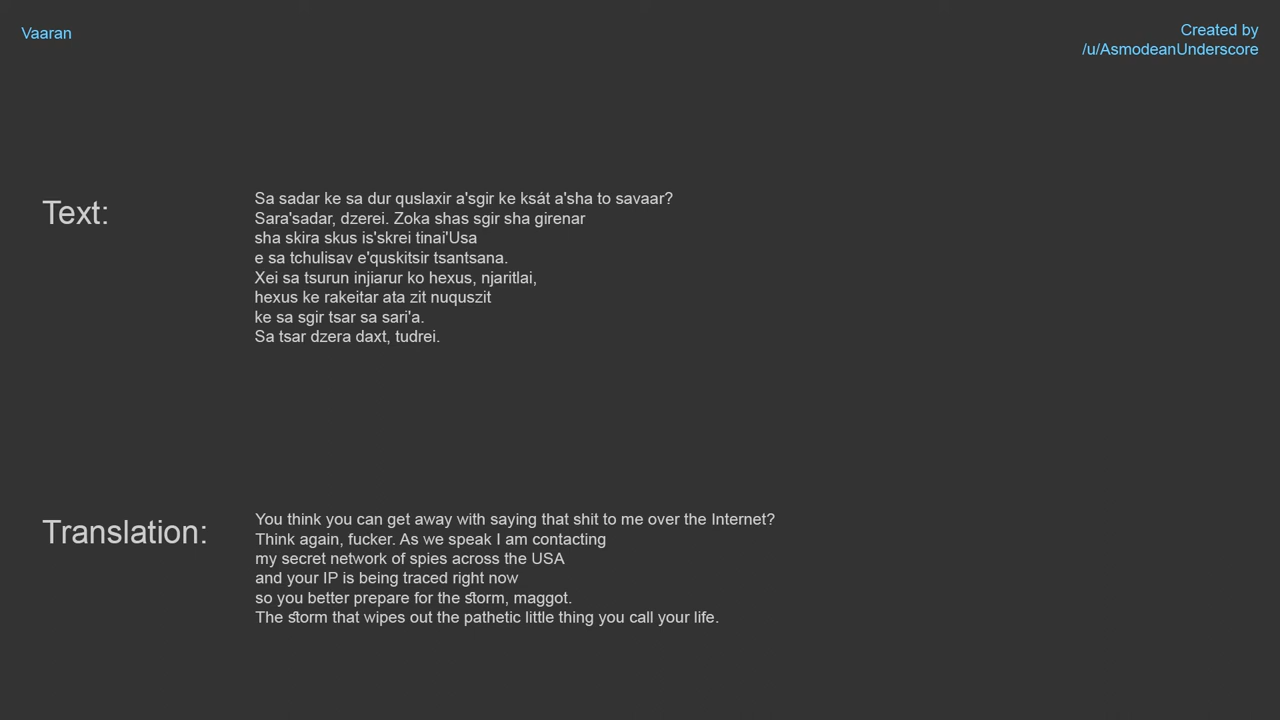 Vaaran
Created by
/u/AsmodeanUnderscore
Text:
Sa sadar ke sa dur quslaxir a'sgir ke ksát a'sha to savaar?
Sara'sadar, dzerei. Zoka shas sgir sha girenar
sha skira skus is'skrei tinai'Usa
e sa tchulisav e'quskitsir tsantsana.
Xei sa tsurun injiarur ko hexus, njaritlai,
hexus ke rakeitar ata zit nuquszit
ke sa sgir tsar sa sari'a.
Sa tsar dzera daxt, tudrei.
Translation:
You think you can get away with saying that shit to me over the Internet?
Think again, fucker. As we speak I am contacting
my secret network of spies across the USA
and your IP is being traced right now
so you better prepare for the storm, maggot.
The storm that wipes out the pathetic little thing you call your life.